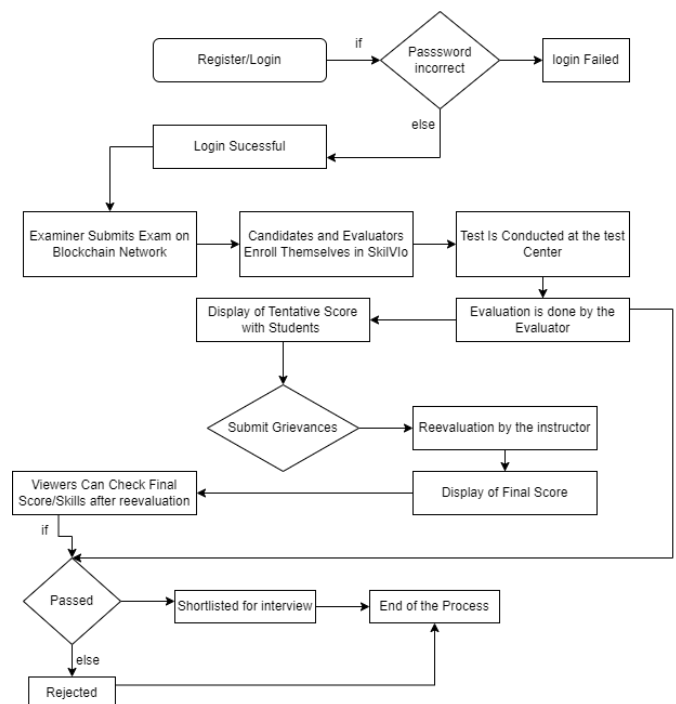 if
Register/Login
Passsword
incorrect
login Failed
else
Login Sucessful
Examiner Submits Exam on
Blockchain Network
Candidates and Evaluators
Enroll Themselves in SkilVlo
Test Is Conducted at the test
Center
Display of Tentative Score
with Students
Evaluation is done by the
Evaluator
Submit Grievances
Reevaluation by the instructor
Viewers Can Check Final
Score/Skills after reevaluation
Display of Final Score
if
Passed
Shortlisted for interview
End of the Process
else
Rejected